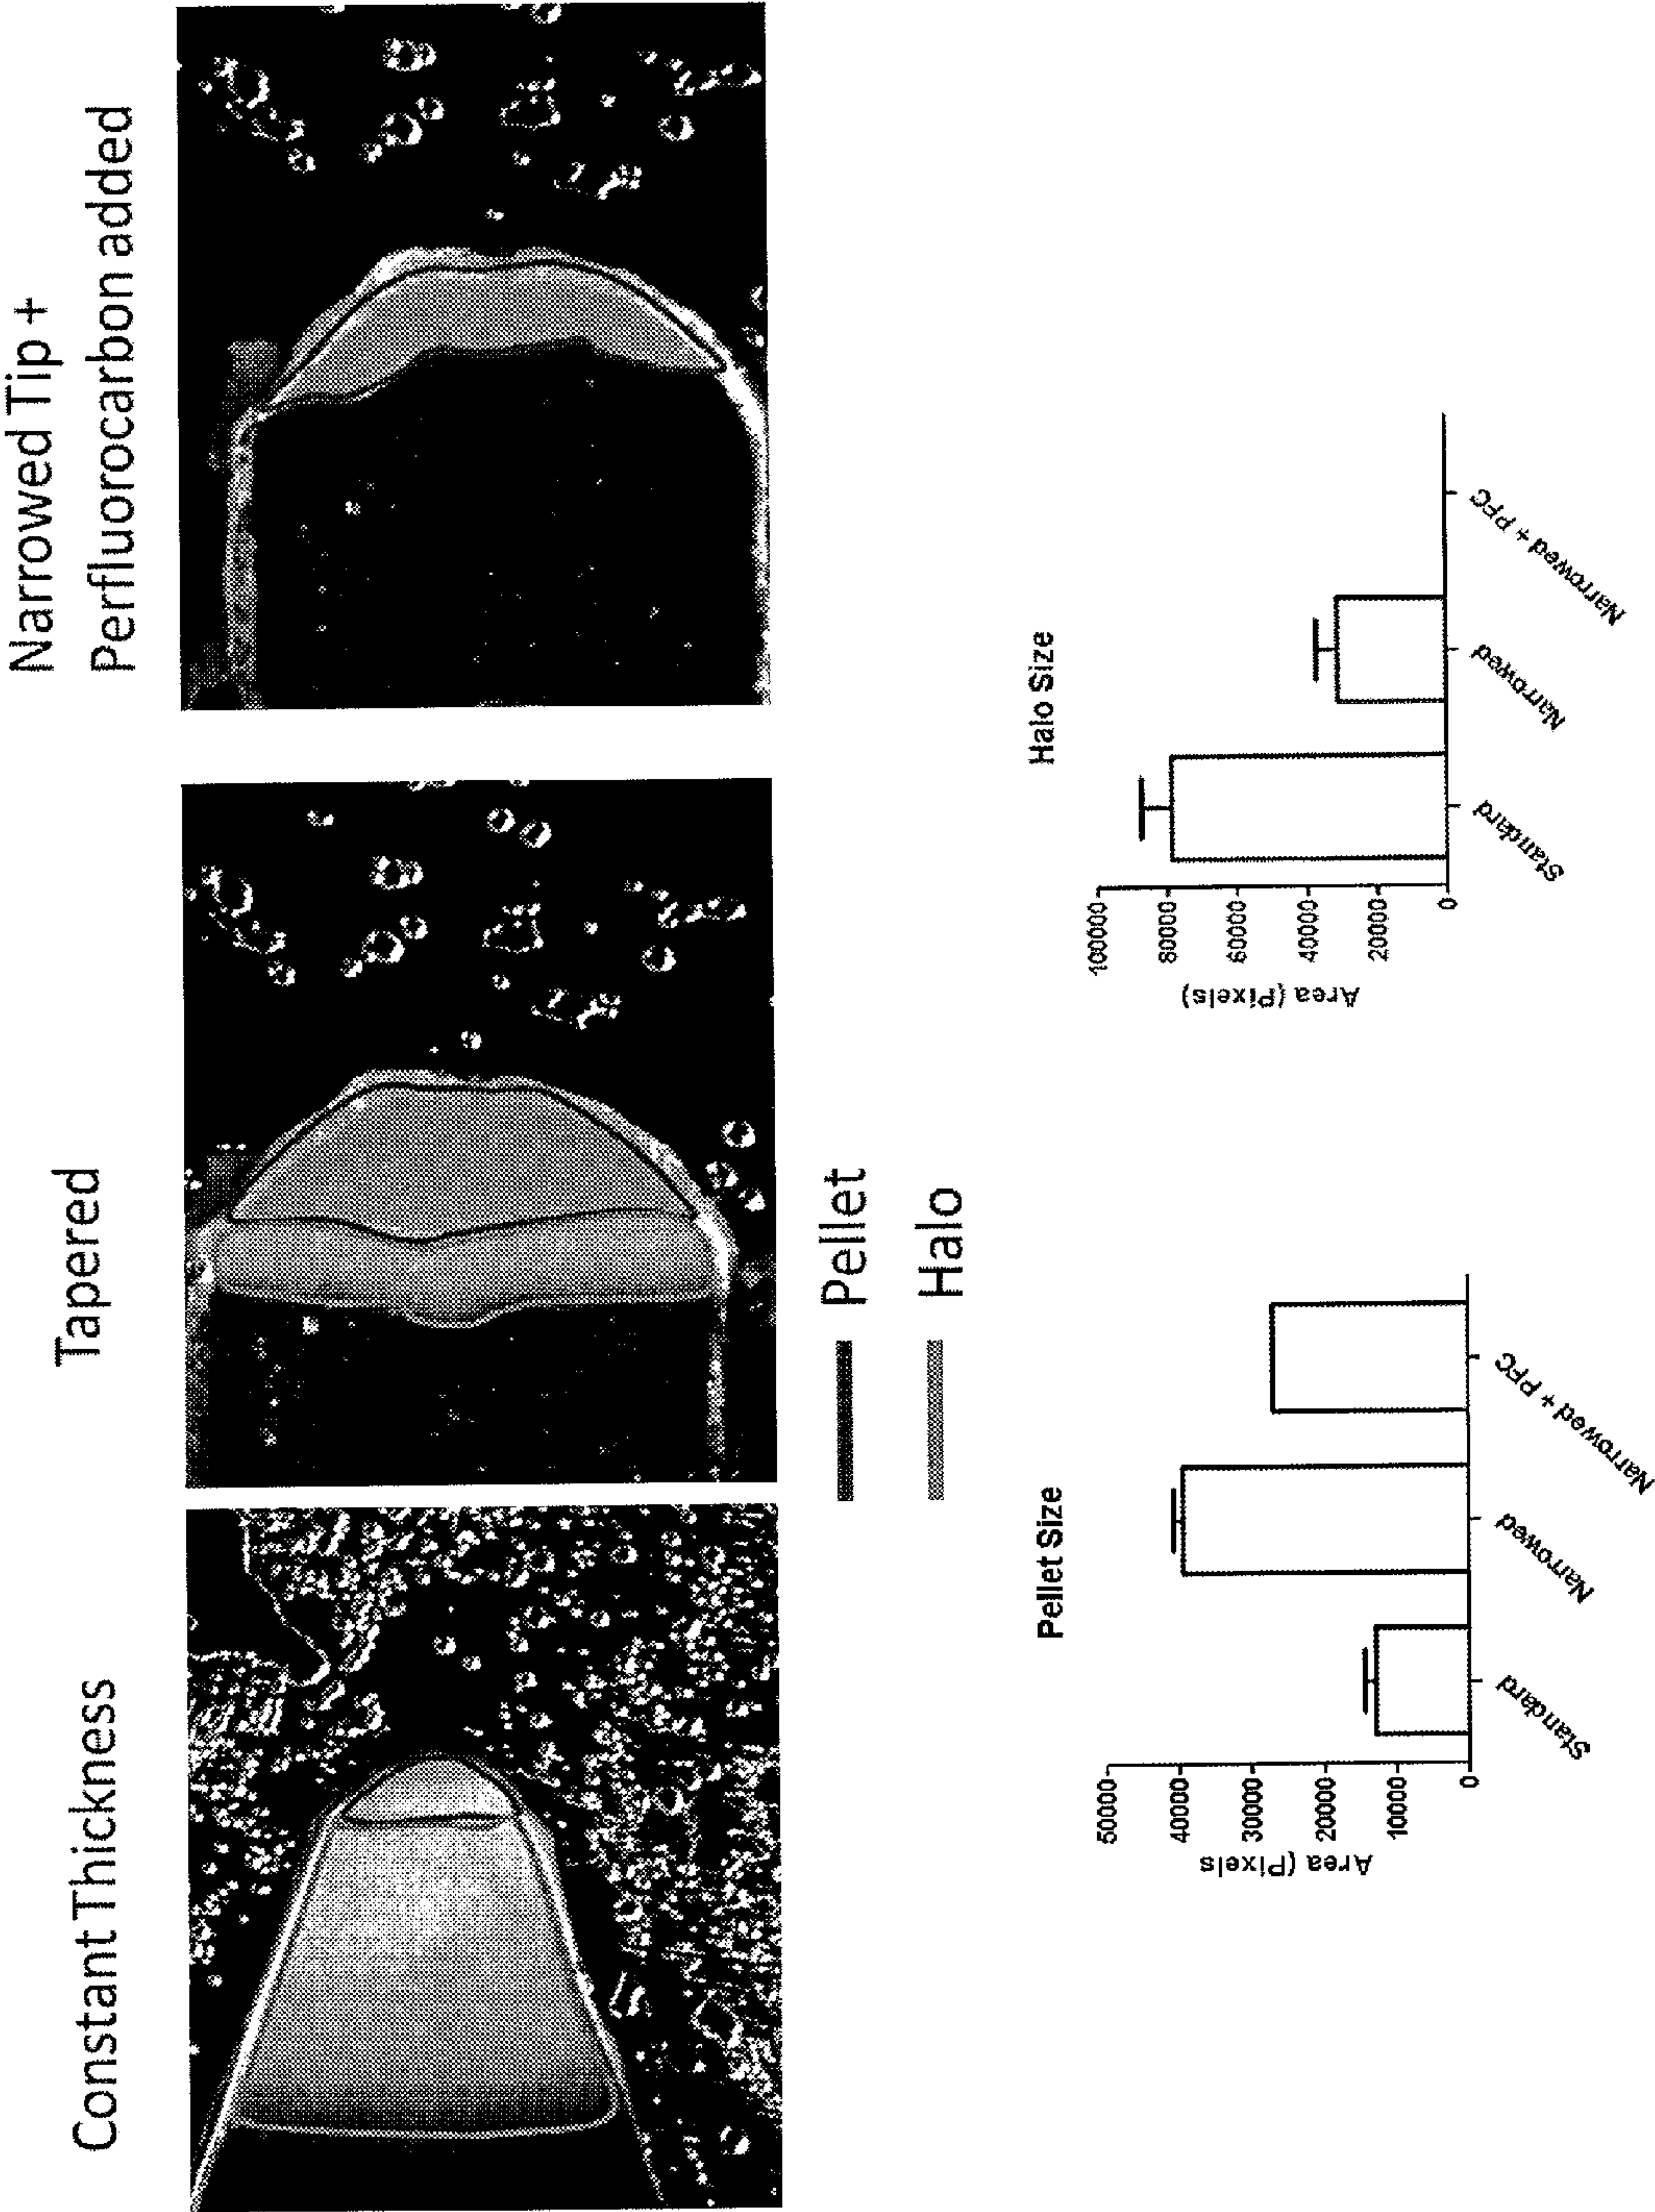 Constant Thickness
Tapered
Narrowed Tip +
Perfluorocarbon added
Pellet
Halo
Pellet Size
Area (Pixels
50000
40000
30000
20000
10000
0
Standard
Narrowed
Narrowed + PFC
Halo Size
Area (Pixels)
100000
80000
60000
40000
20000
0
Standard
Narrowed
Narrowed + PFC